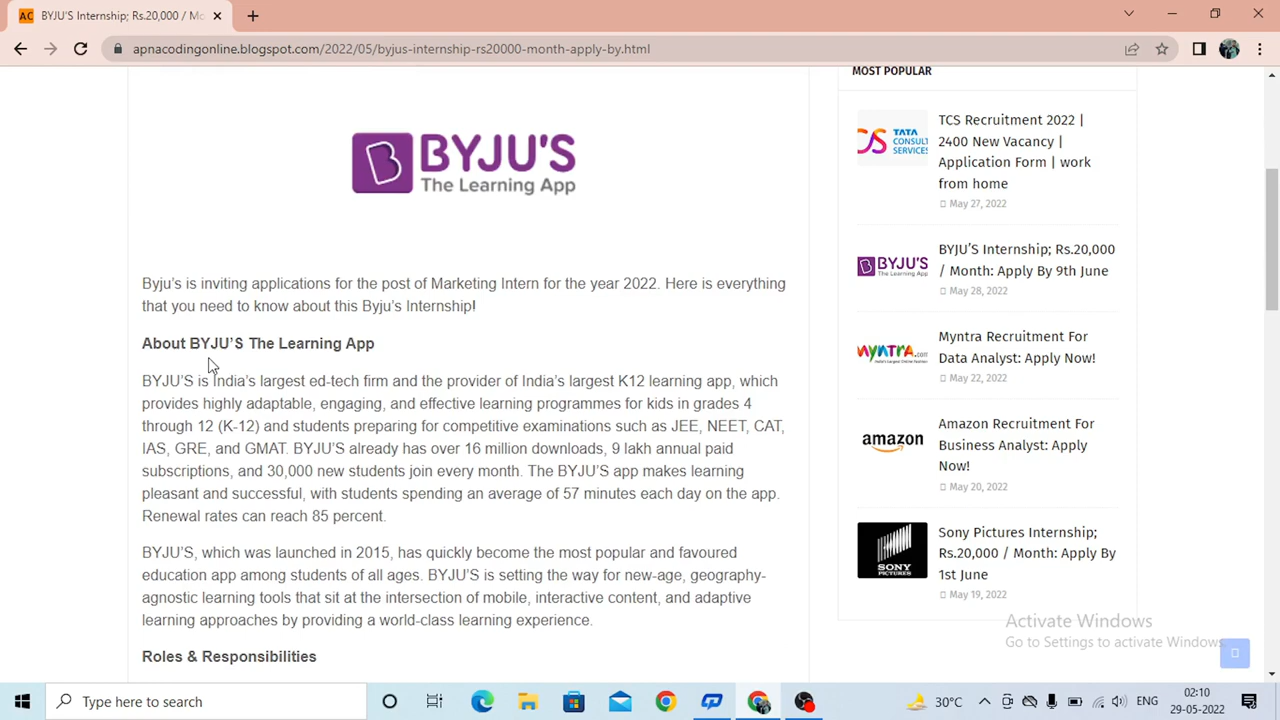 BYJU'S Internship; Rs.20,000 / Mo
apnacodingonline.blogspot.com/2022/05/byjus-internship-rs20000-month-apply-by.html
BYJU'S
The Learning App
Byju's is inviting applications for the post of Marketing Intern for the year 2022. Here is everything
that you need to know about this Byju's Internship!
About BYJU'S The Learning App
BYJU'S is India's largest ed-tech firm and the provider of India's largest K12 learning app, which
provides highly adaptable, engaging, and effective learning programmes for kids in grades 4
through 12 (K-12) and students preparing for competitive examinations such as JEE, NEET, CAT,
IAS, GRE, and GMAT. BYJU'S already has over 16 million downloads, 9 lakh annual paid
subscriptions, and 30,000 new students join every month. The BYJU'S app makes learning
pleasant and successful, with students spending an average of 57 minutes each day on the app.
Renewal rates can reach 85 percent.
BYJU'S, which was launched in 2015, has quickly become the most popular and favoured
education app among students of all ages. BYJU'S is setting the way for new-age, geography-
agnostic learning tools that sit at the intersection of mobile, interactive content, and adaptive
learning approaches by providing a world-class learning experience.
Roles & Responsibilities
MOST POPULAR
TATA
CONSULT
SERVICES
TCS Recruitment 2022 |
2400 New Vacancy |
Application Form | work
from home
May 27, 2022
BYJU'S
The Learning App
BYJU'S Internship; Rs.20,000
/ Month: Apply By 9th June
May 28, 2022
myntra.com
Myntra Recruitment For
Data Analyst: Apply Now!
May 22, 2022
amazon
Amazon Recruitment For
Business Analyst: Apply
Now!
May 20, 2022
SONY
PICTURES
Sony Pictures Internship;
Rs.20,000 / Month: Apply By
1st June
May 19, 2022
Activate Windows
Go to Settings to activate Windows.
Type here to search
30°C
ENG
02:10
29-05-2022